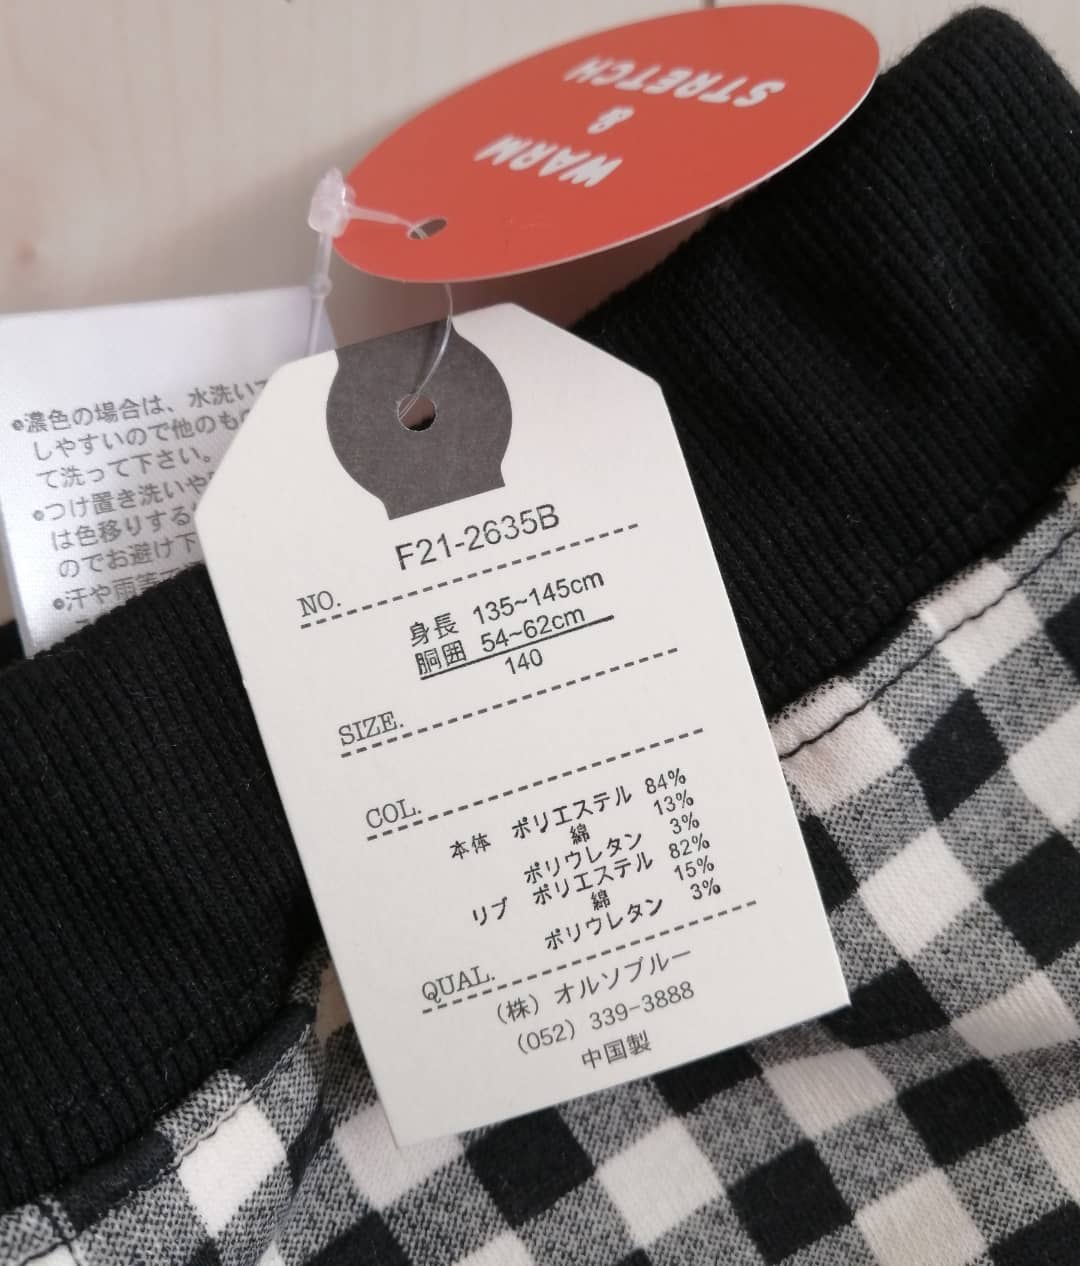 WARM
&
STRETCH
●濃色の場合は、水洗い
しやすいので他のもの
て洗って下さい。
●つけ置き洗いや
は色移りする
のでお避け下
●汗や雨等
F21-2635B
NO.
身長 135~145cm
胴囲 54~62cm
140
SIZE.
COL.
本体 ポリエステル 84%
綿 13%
ポリウレタン 3%
リブ ポリエステル 82%
綿 15%
ポリウレタン 3%
QUAL.
(株) オルソブルー
(052) 339-3888
中国製